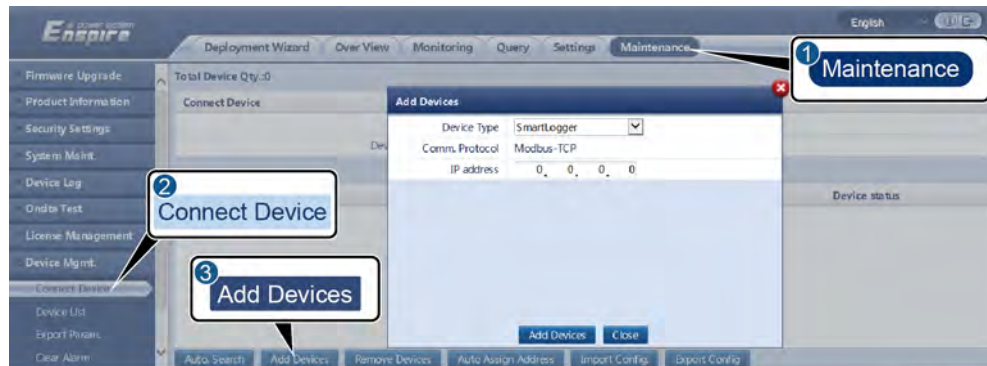 Enspire
English
Deployment Wizard Over View Monitoring Query Settings Maintenance
1 Maintenance
Firmware Upgrade
Total Device Qty.:0
Product Information
Connect Device
Add Devices
Security Settings
Device Type SmartLogger
System Maint.
Comm. Protocol Modbus-TCP
IP address 0. 0. 0. 0
Device Log
Device status
2 Connect Device
Onsite Test
License Management
Device Mgmt.
3 Add Devices
Connect Device
Device List
Export Param.
Add Devices Close
Clear Alarm
Auto. Search Add Devices Remove Devices Auto Assign Address Import Config. Export Config